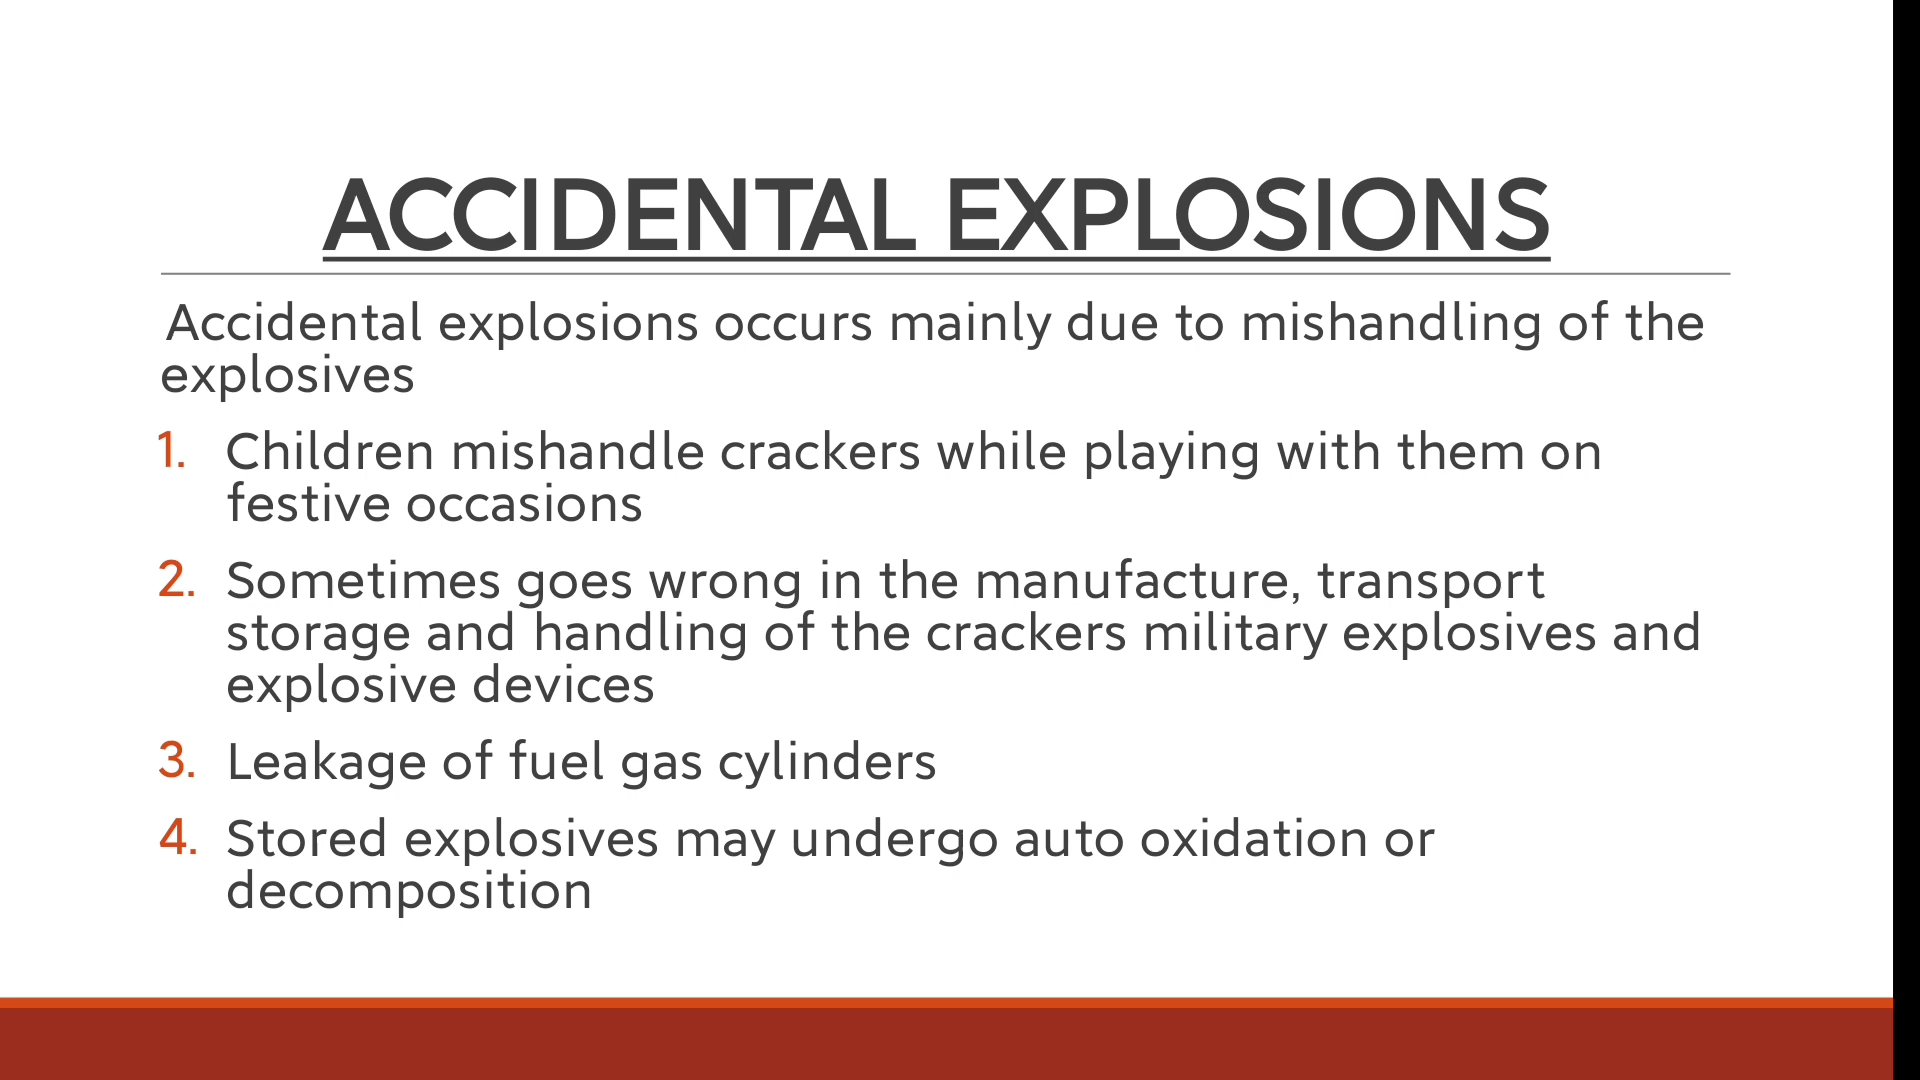 ACCIDENTAL EXPLOSIONS
Accidental explosions occurs mainly due to mishandling of the
explosives
1. Children mishandle crackers while playing with them on
festive occasions
2. Sometimes goes wrong in the manufacture, transport
storage and handling of the crackers military explosives and
explosive devices
3. Leakage of fuel gas cylinders
4. Stored explosives may undergo auto oxidation or
decomposition